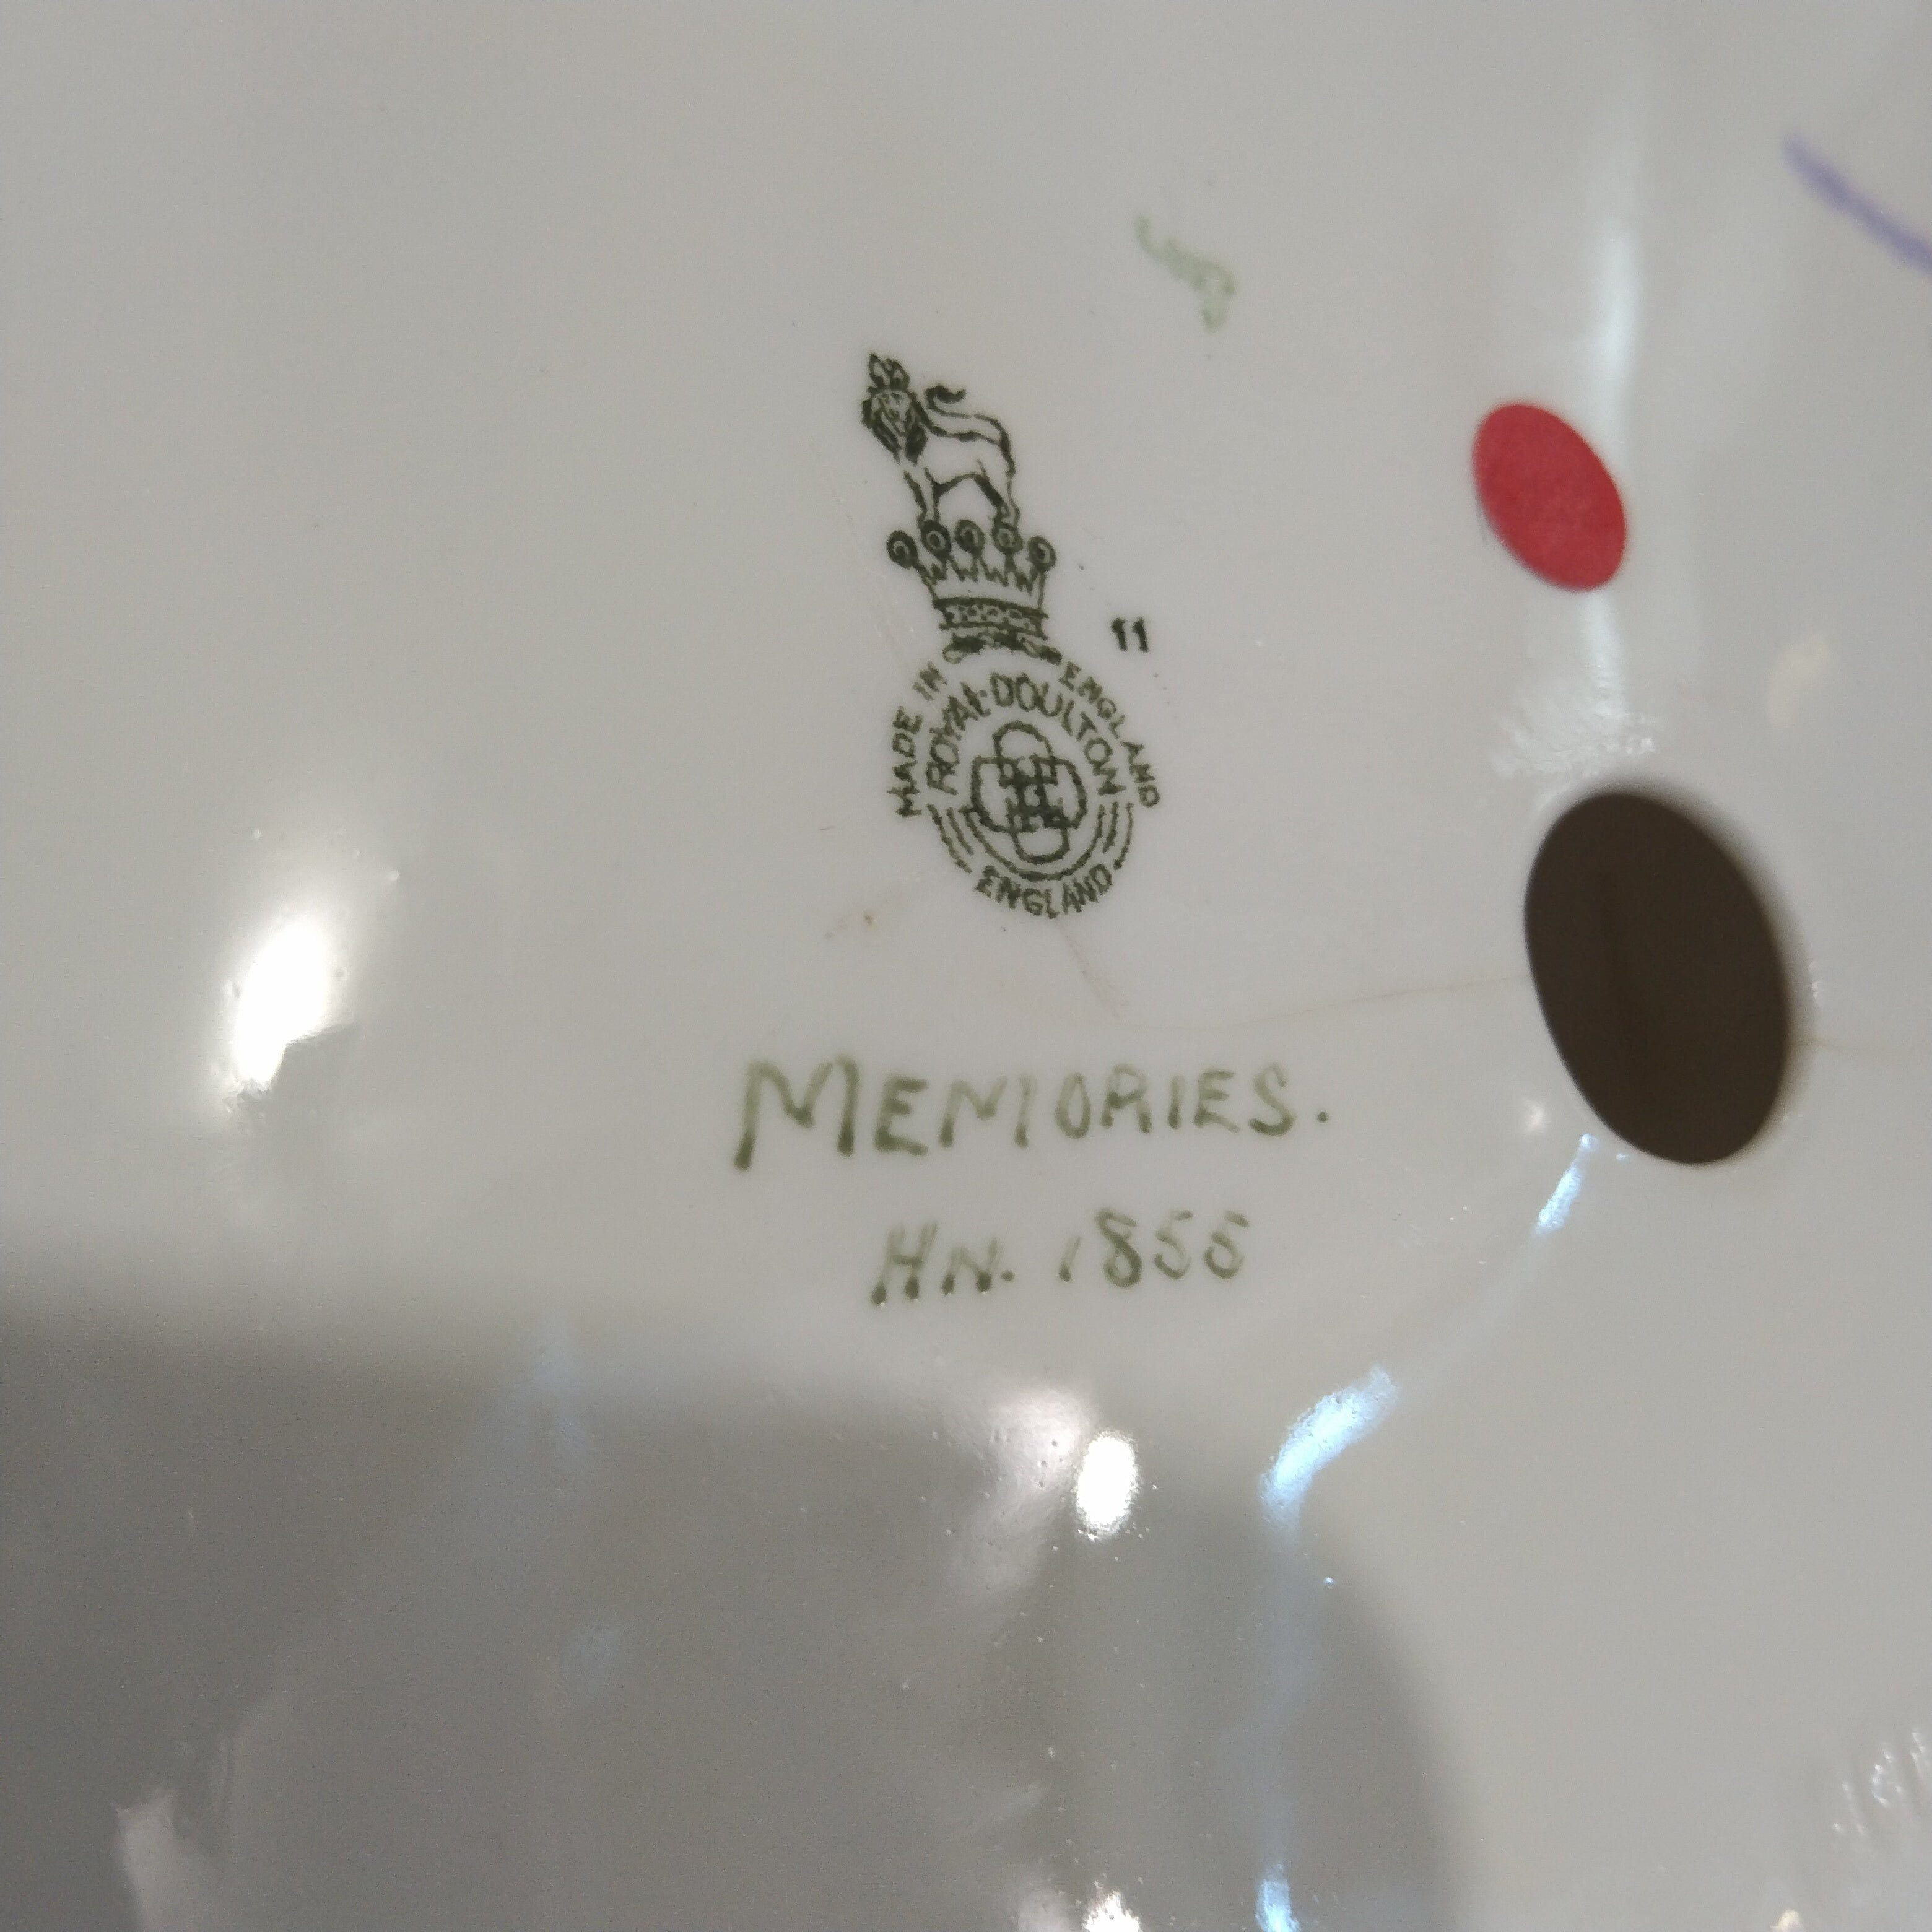 11
MADE IN ENGLAND
ROYAL·DOULTON
ENGLAND
MEMORIES.
HN. 1855